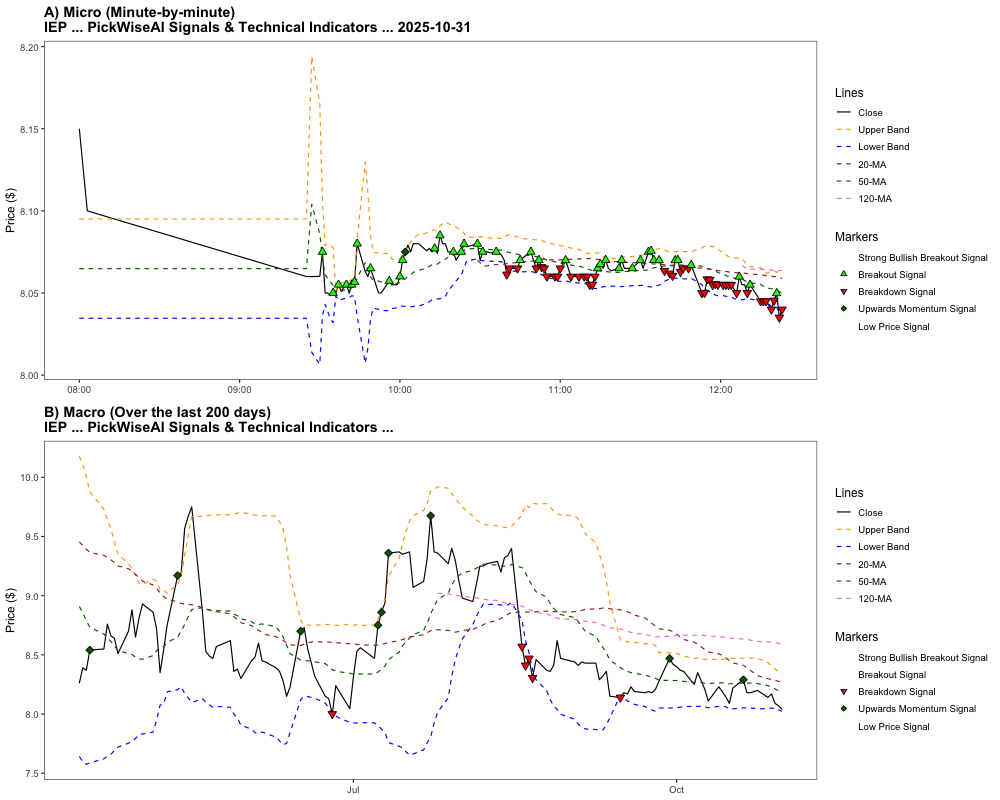 A) Micro (Minute-by-minute)
IEP ... PickWiseAI Signals & Technical Indicators ... 2025-10-31
Price ($)
8.20
8.15
8.10
8.05
8.00
08:00
09:00
10:00
11:00
12:00
Lines
Close
Upper Band
Lower Band
20-MA
50-MA
120-MA
Markers
Strong Bullish Breakout Signal
Breakout Signal
Breakdown Signal
Upwards Momentum Signal
Low Price Signal
B) Macro (Over the last 200 days)
IEP ... PickWiseAI Signals & Technical Indicators ...
Price ($)
10.0
9.5
9.0
8.5
8.0
7.5
Jul
Oct
Lines
Close
Upper Band
Lower Band
20-MA
50-MA
120-MA
Markers
Strong Bullish Breakout Signal
Breakout Signal
Breakdown Signal
Upwards Momentum Signal
Low Price Signal